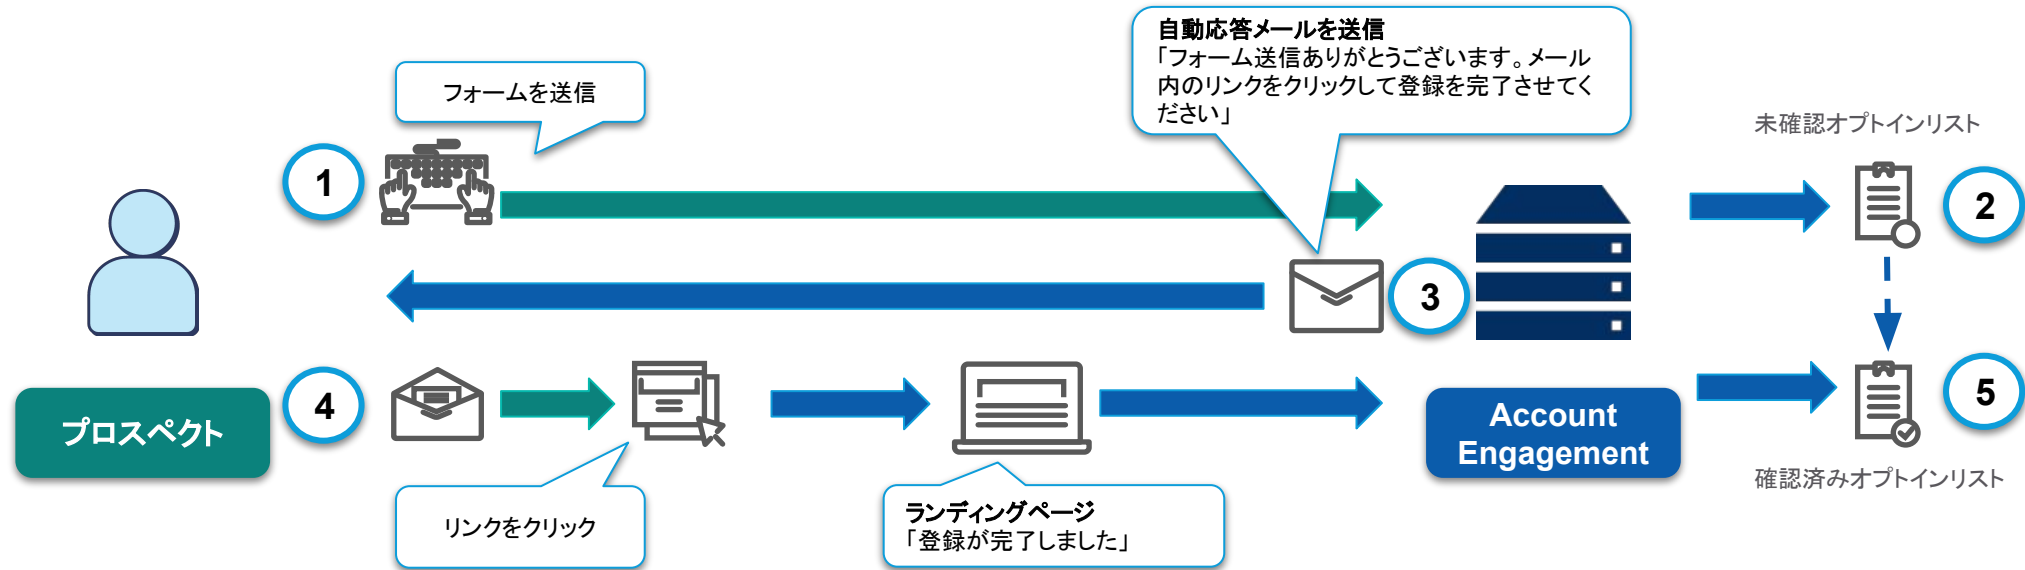 自動応答メールを送信
「フォーム送信ありがとうございます。メール
内のリンクをクリックして登録を完了させてく
ださい」
フォームを送信
未確認オプトインリスト
1
2
3
4
5
プロスペクト
Account
Engagement
確認済みオプトインリスト
リンクをクリック
ランディングページ
「登録が完了しました」